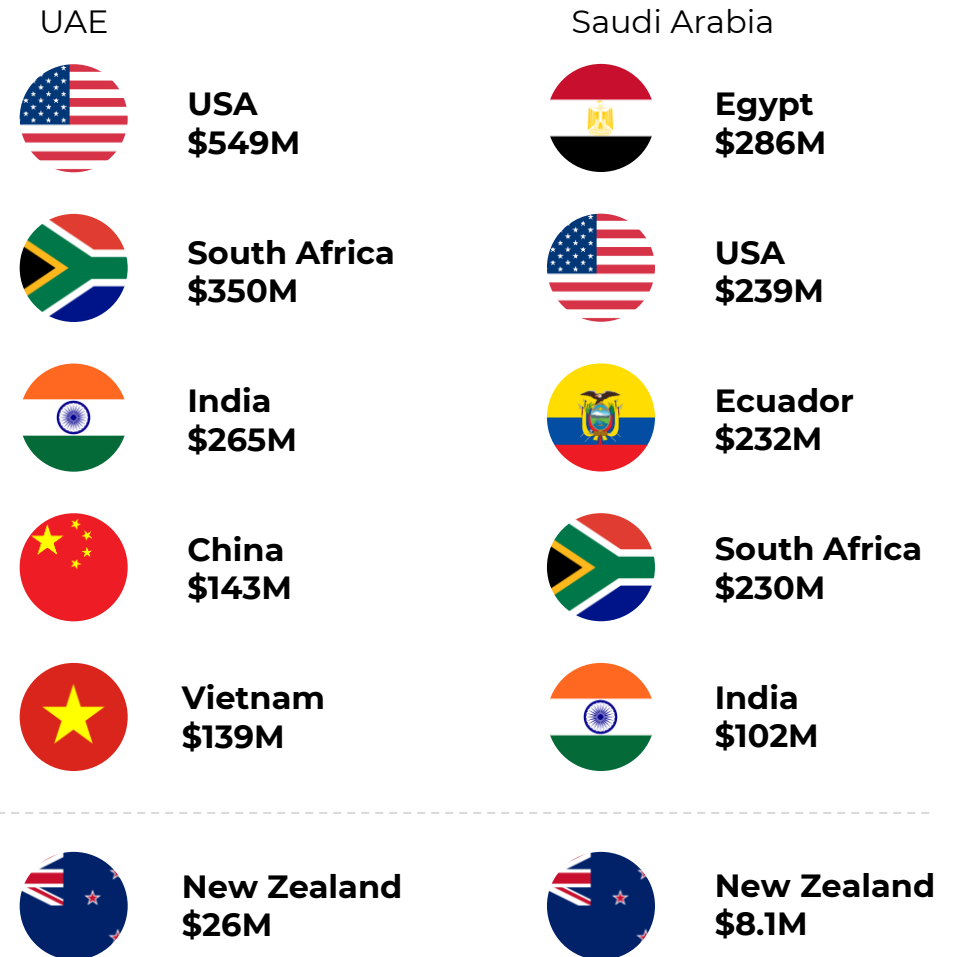 UAE
USA
$549M
South Africa
$350M
India
$265M
China
$143M
Vietnam
$139M
New Zealand
$26M
Saudi Arabia
Egypt
$286M
USA
$239M
Ecuador
$232M
South Africa
$230M
India
$102M
New Zealand
$8.1M